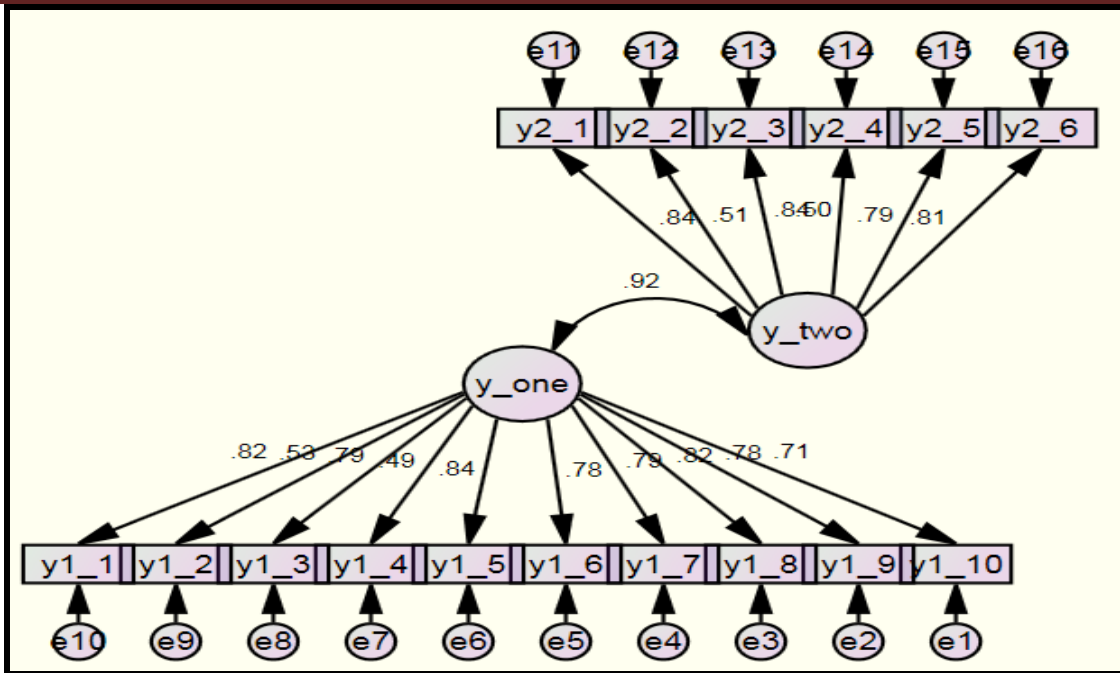 e11 e12 e13 e14 e15 e16
y2_1 y2_2 y2_3 y2_4 y2_5 y2_6
.84 .51 .84 .50 .79 .81
.92
y_two
y_one
.82 .53 .79 .49 .84 .78 .79 .82 .78 .71
y1_1 y1_2 y1_3 y1_4 y1_5 y1_6 y1_7 y1_8 y1_9 y1_10
e10 e9 e8 e7 e6 e5 e4 e3 e2 e1